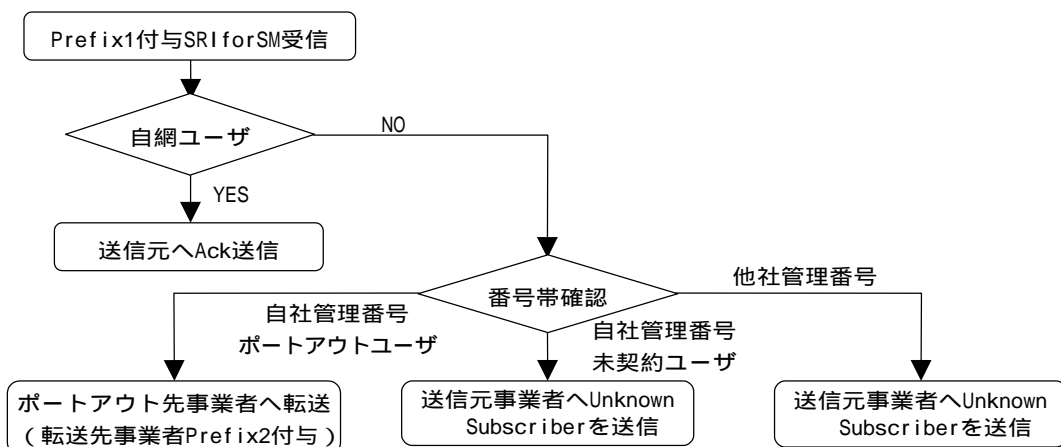 Prefix1付与SRIforSM受信
自網ユーザ
NO
YES
送信元へAck送信
番号帯確認
他社管理番号
自社管理番号
ポートアウトユーザ
自社管理番号
未契約ユーザ
ポートアウト先事業者へ転送
(転送先事業者Prefix2付与)
送信元事業者へUnknown
Subscriberを送信
送信元事業者へUnknown
Subscriberを送信